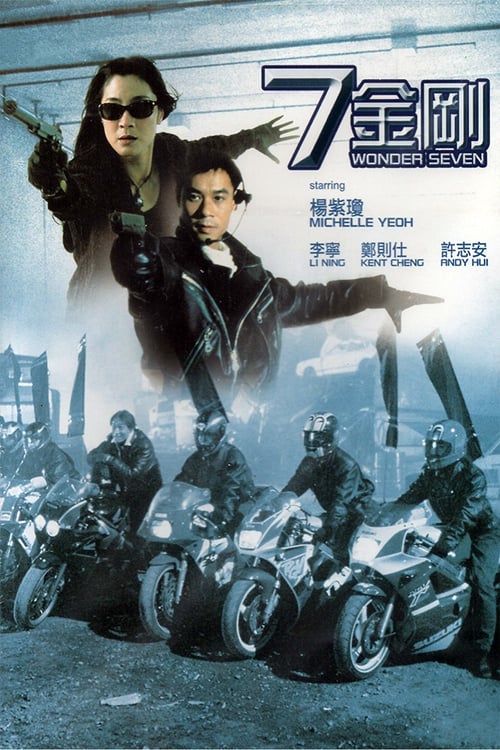 7金剛
WONDER SEVEN
starring
楊紫瓊
MICHELLE YEOH
李寧 鄭則仕 許志安
LI NING KENT CHENG ANDY HUI
SUZUKI